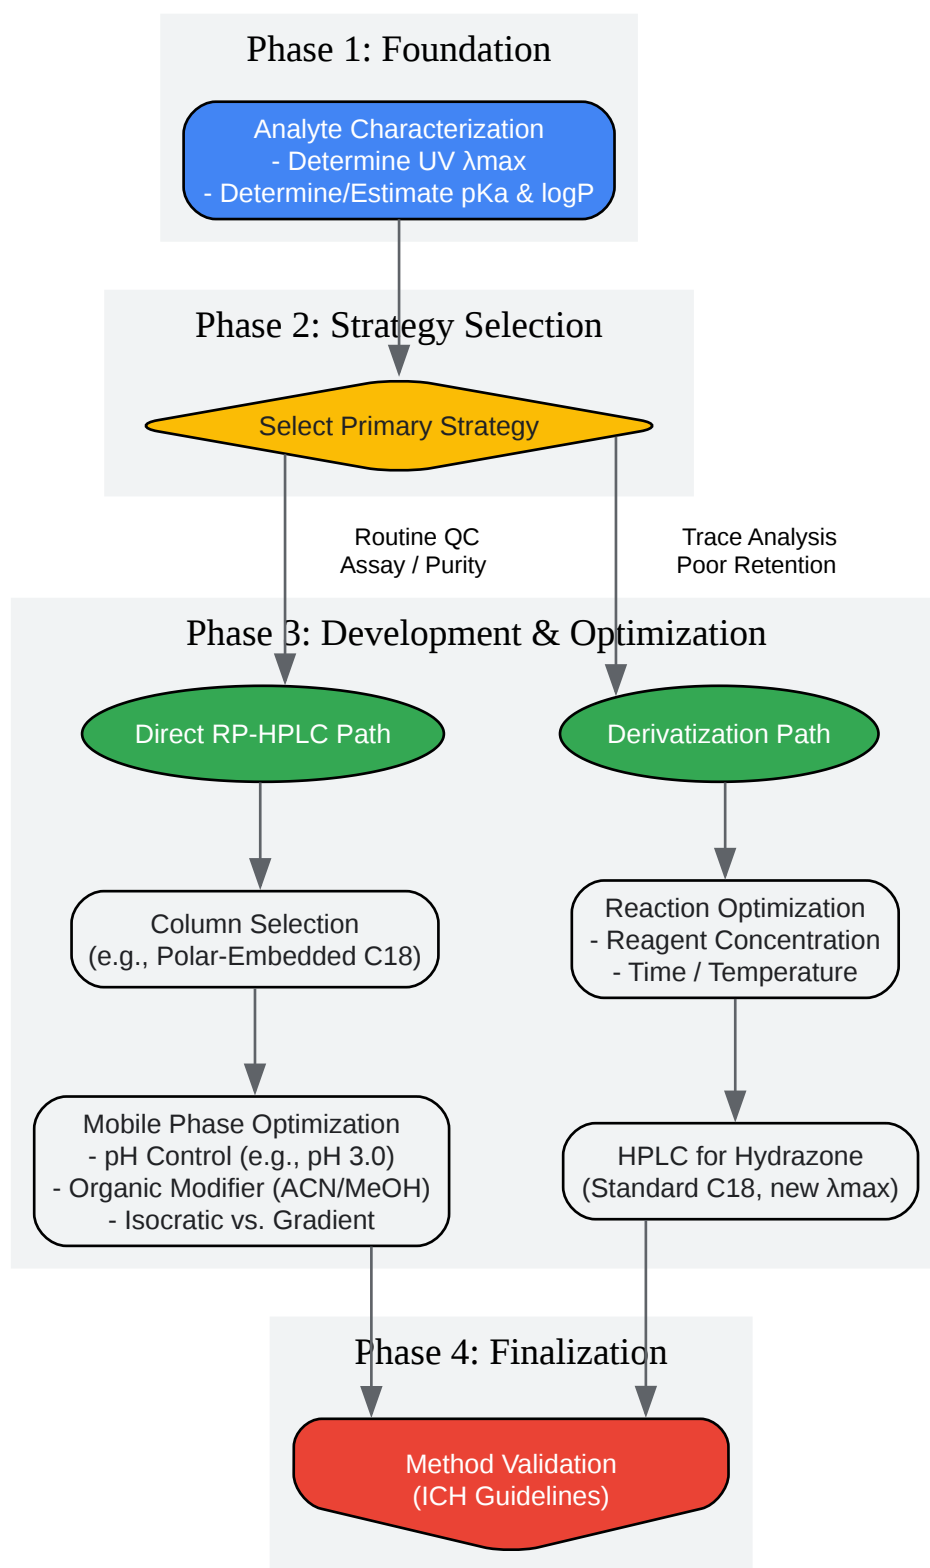 Phase 1: Foundation
Analyte Characterization
- Determine UV λmax
- Determine/Estimate pKa & logP
Phase 2: Strategy Selection
Select Primary Strategy
Routine QC
Assay / Purity
Trace Analysis
Poor Retention
Phase 3: Development & Optimization
Direct RP-HPLC Path
Column Selection
(e.g., Polar-Embedded C18)
Mobile Phase Optimization
- pH Control (e.g., pH 3.0)
- Organic Modifier (ACN/MeOH)
- Isocratic vs. Gradient
Derivatization Path
Reaction Optimization
- Reagent Concentration
- Time / Temperature
HPLC for Hydrazone
(Standard C18, new λmax)
Phase 4: Finalization
Method Validation
(ICH Guidelines)